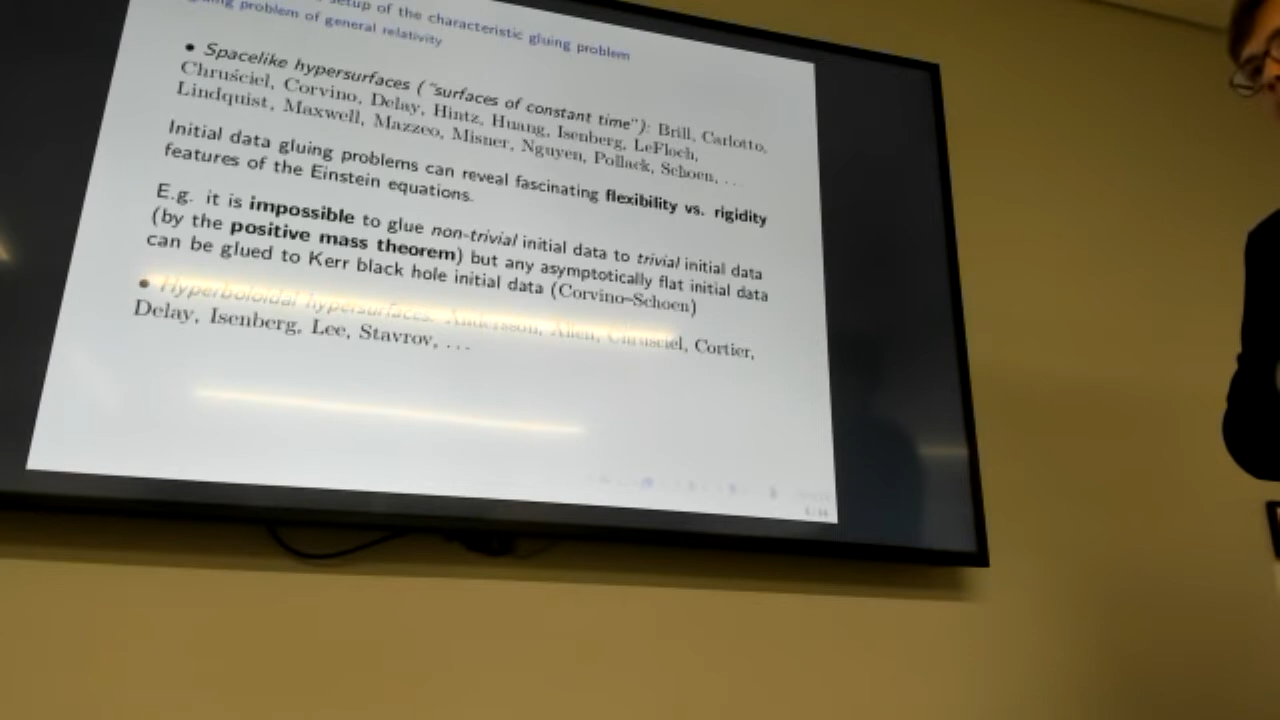 setup of the characteristic gluing problem
problem of general relativity
• Spacelike hypersurfaces ("surfaces of constant time"): Brill, Carlotto,
Chruściel, Corvino, Delay, Hintz, Huang, Isenberg, LeFloch,
Lindquist, Maxwell, Mazzeo, Misner, Nguyen, Pollack, Schoen, ...
Initial data gluing problems can reveal fascinating flexibility vs. rigidity
features of the Einstein equations.
E.g. it is impossible to glue non-trivial initial data to trivial initial data
(by the positive mass theorem) but any asymptotically flat initial data
can be glued to Kerr black hole initial data (Corvino–Schoen)
• Hyperboloidal hypersurfaces: Andersson, Allen, Chruściel, Cortier,
Delay, Isenberg, Lee, Stavrov, ...